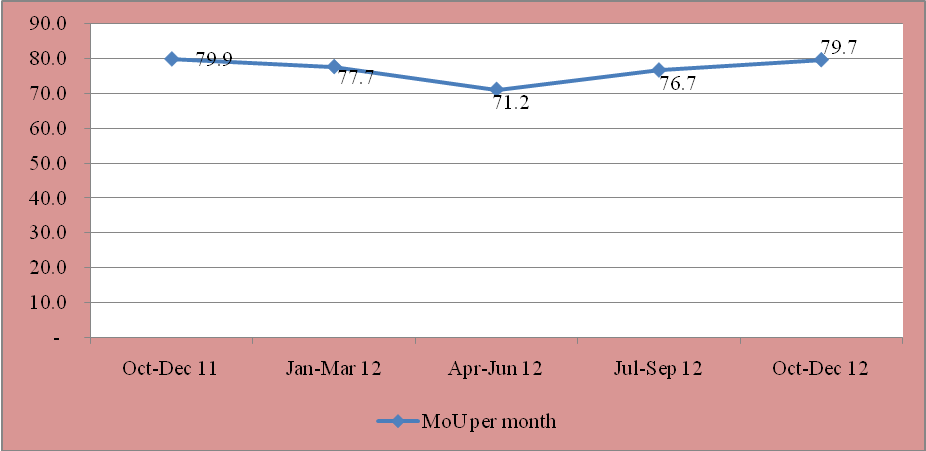 90.0
80.0
70.0
60.0
50.0
40.0
30.0
20.0
10.0
-
79.9
77.7
71.2
76.7
79.7
Oct-Dec 11
Jan-Mar 12
Apr-Jun 12
Jul-Sep 12
Oct-Dec 12
MoU per month